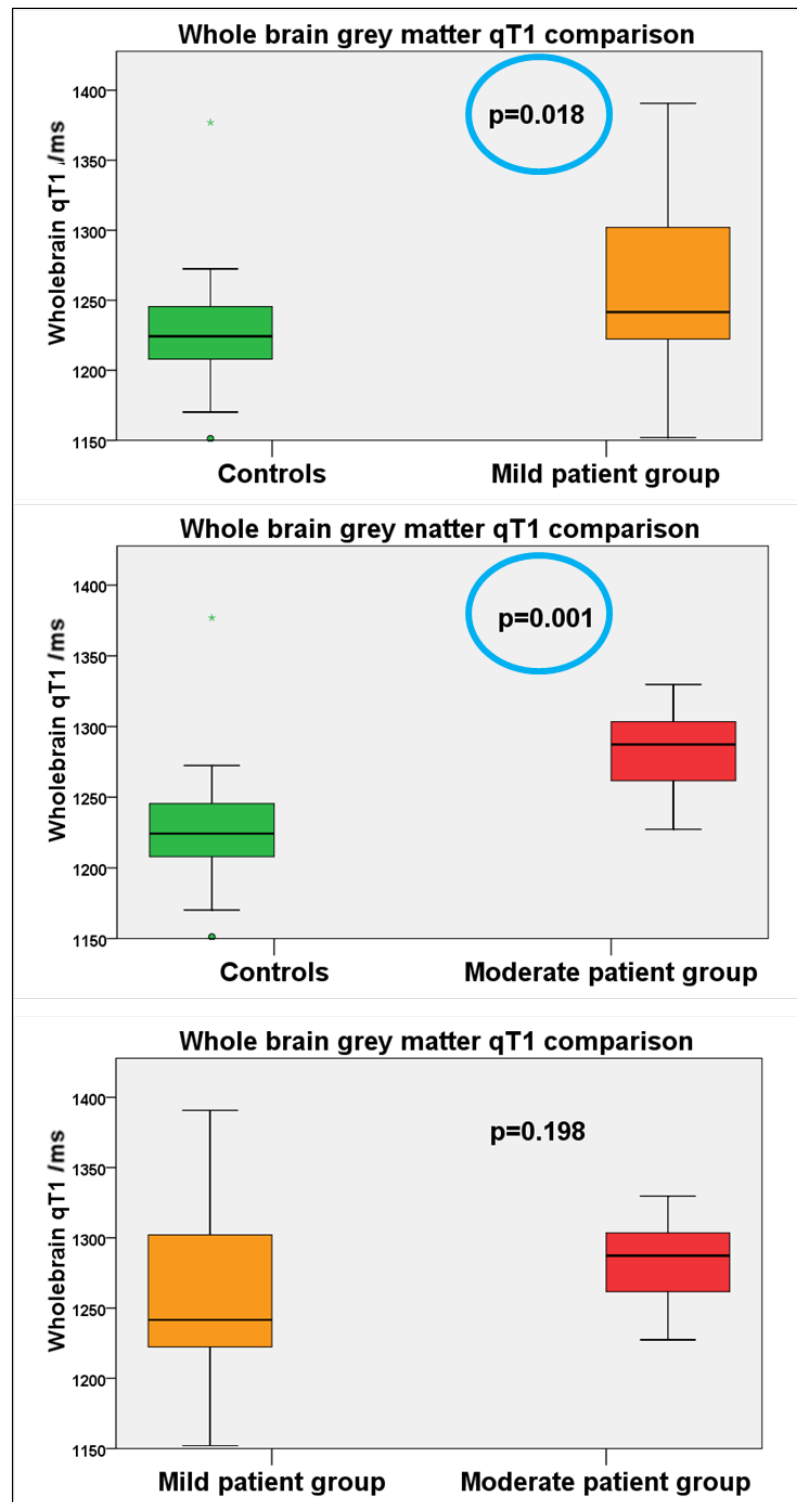 Whole brain grey matter qT1 comparison
p=0.018
Wholebrain qT1 /ms
1400
1350
1300
1250
1200
1150
Controls Mild patient group
Whole brain grey matter qT1 comparison
p=0.001
Wholebrain qT1 /ms
1400
1350
1300
1250
1200
1150
Controls Moderate patient group
Whole brain grey matter qT1 comparison
p=0.198
Wholebrain qT1 /ms
1400
1350
1300
1250
1200
1150
Mild patient group Moderate patient group